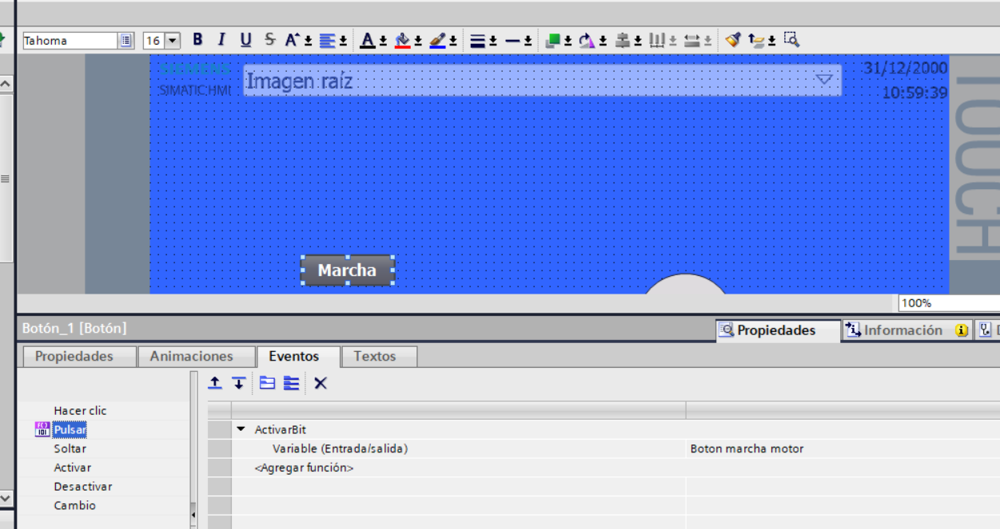 Tahoma
16
B I U S A A
SIEMENS
SIMATIC HMI
Imagen raíz
31/12/2000
10:59:39
TOUCH
Marcha
100%
Botón_1 [Botón]
Propiedades
Información
Propiedades
Animaciones
Eventos
Textos
Hacer clic
Pulsar
Soltar
Activar
Desactivar
Cambio
ActivarBit
Variable (Entrada/salida)
Boton marcha motor
<Agregar función>